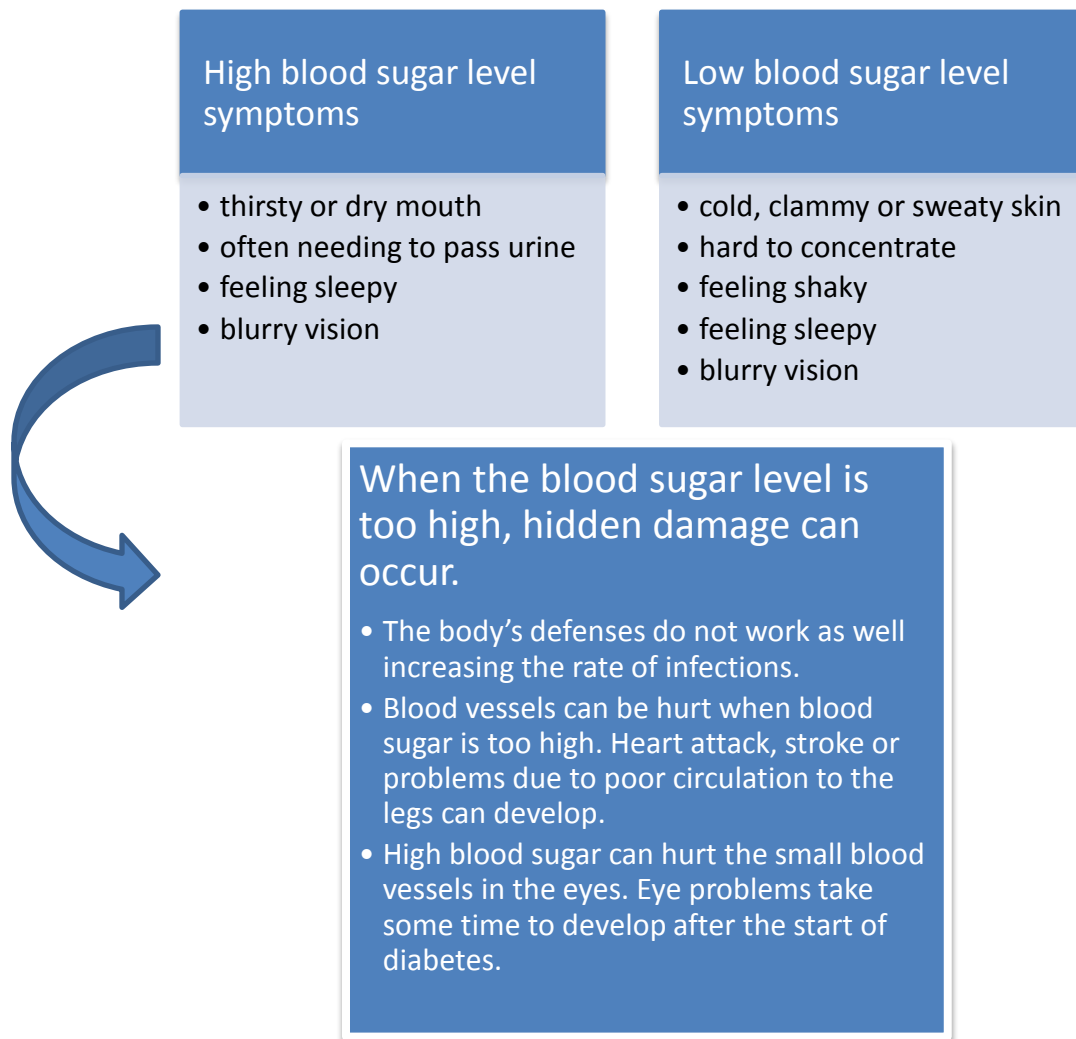 High blood sugar level
symptoms
• thirsty or dry mouth
• often needing to pass urine
• feeling sleepy
• blurry vision
Low blood sugar level
symptoms
• cold, clammy or sweaty skin
• hard to concentrate
• feeling shaky
• feeling sleepy
• blurry vision
When the blood sugar level is
too high, hidden damage can
occur.
• The body’s defenses do not work as well
increasing the rate of infections.
• Blood vessels can be hurt when blood
sugar is too high. Heart attack, stroke or
problems due to poor circulation to the
legs can develop.
• High blood sugar can hurt the small blood
vessels in the eyes. Eye problems take
some time to develop after the start of
diabetes.